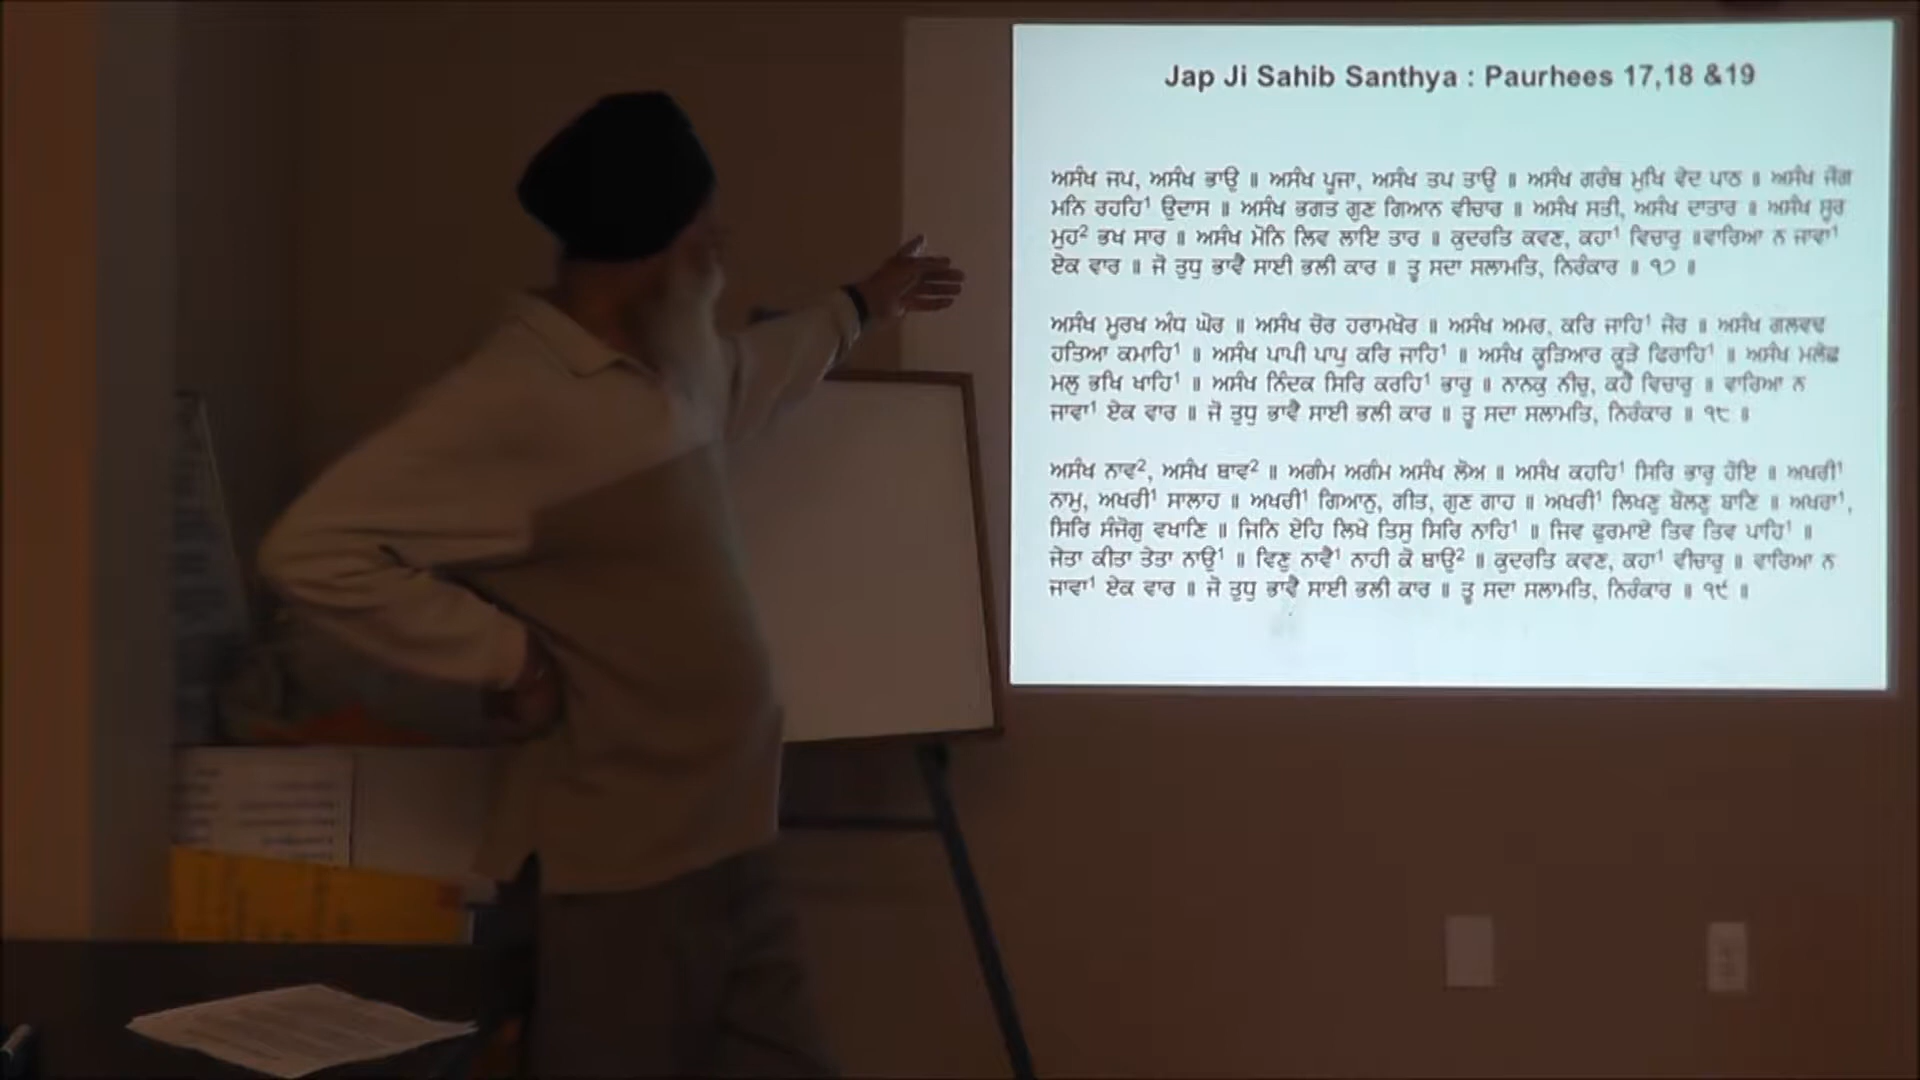 Jap Ji Sahib Santhya : Paurhees 17,18 &19
ਅਸੰਖ ਜਪ, ਅਸੰਖ ਭਾਉ ॥ ਅਸੰਖ ਪੂਜਾ, ਅਸੰਖ ਤਪ ਤਾਉ ॥ ਅਸੰਖ ਗਰੰਥ ਮੁਖਿ ਵੇਦ ਪਾਠ ॥ ਅਸੰਖ ਜੋਗ
ਮਨਿ ਰਹਹਿ¹ ਉਦਾਸ ॥ ਅਸੰਖ ਭਗਤ ਗੁਣ ਗਿਆਨ ਵੀਚਾਰ ॥ ਅਸੰਖ ਸਤੀ, ਅਸੰਖ ਦਾਤਾਰ ॥ ਅਸੰਖ ਸੂਰ
ਮੁਹ² ਭਖ ਸਾਰ ॥ ਅਸੰਖ ਮੋਨਿ ਲਿਵ ਲਾਇ ਤਾਰ ॥ ਕੁਦਰਤਿ ਕਵਣ, ਕਹਾ¹ ਵਿਚਾਰੁ ॥ਵਾਰਿਆ ਨ ਜਾਵਾ¹
ਏਕ ਵਾਰ ॥ ਜੋ ਤੁਧੁ ਭਾਵੈ ਸਾਈ ਭਲੀ ਕਾਰ ॥ ਤੂ ਸਦਾ ਸਲਾਮਤਿ, ਨਿਰੰਕਾਰ ॥ ੧੭ ॥
ਅਸੰਖ ਮੂਰਖ ਅੰਧ ਘੋਰ ॥ ਅਸੰਖ ਚੋਰ ਹਰਾਮਖੋਰ ॥ ਅਸੰਖ ਅਮਰ, ਕਰਿ ਜਾਹਿ¹ ਜੋਰ ॥ ਅਸੰਖ ਗਲਵਢ
ਹਤਿਆ ਕਮਾਹਿ¹ ॥ ਅਸੰਖ ਪਾਪੀ ਪਾਪੁ ਕਰਿ ਜਾਹਿ¹ ॥ ਅਸੰਖ ਕੂੜਿਆਰ ਕੂੜੇ ਫਿਰਾਹਿ¹ ॥ ਅਸੰਖ ਮਲੇਛ
ਮਲੁ ਭਖਿ ਖਾਹਿ¹ ॥ ਅਸੰਖ ਨਿੰਦਕ ਸਿਰਿ ਕਰਹਿ¹ ਭਾਰੁ ॥ ਨਾਨਕੁ ਨੀਚੁ, ਕਹੈ ਵਿਚਾਰੁ ॥ ਵਾਰਿਆ ਨ
ਜਾਵਾ¹ ਏਕ ਵਾਰ ॥ ਜੋ ਤੁਧੁ ਭਾਵੈ ਸਾਈ ਭਲੀ ਕਾਰ ॥ ਤੂ ਸਦਾ ਸਲਾਮਤਿ, ਨਿਰੰਕਾਰ ॥ ੧੮ ॥
ਅਸੰਖ ਨਾਵ², ਅਸੰਖ ਥਾਵ² ॥ ਅਗੰਮ ਅਗੰਮ ਅਸੰਖ ਲੋਅ ॥ ਅਸੰਖ ਕਹਹਿ¹ ਸਿਰਿ ਭਾਰੁ ਹੋਇ ॥ ਅਖਰੀ¹
ਨਾਮੁ, ਅਖਰੀ¹ ਸਾਲਾਹ ॥ ਅਖਰੀ¹ ਗਿਆਨੁ, ਗੀਤ, ਗੁਣ ਗਾਹ ॥ ਅਖਰੀ¹ ਲਿਖਣੁ ਬੋਲਣੁ ਬਾਣਿ ॥ ਅਖਰਾ¹,
ਸਿਰਿ ਸੰਜੋਗੁ ਵਖਾਣਿ ॥ ਜਿਨਿ ਏਹਿ ਲਿਖੇ ਤਿਸੁ ਸਿਰਿ ਨਾਹਿ¹ ॥ ਜਿਵ ਫੁਰਮਾਏ ਤਿਵ ਤਿਵ ਪਾਹਿ¹ ॥
ਜੇਤਾ ਕੀਤਾ ਤੇਤਾ ਨਾਉ¹ ॥ ਵਿਣੁ ਨਾਵੈ¹ ਨਾਹੀ ਕੋ ਥਾਉ² ॥ ਕੁਦਰਤਿ ਕਵਣ, ਕਹਾ¹ ਵੀਚਾਰੁ ॥ ਵਾਰਿਆ ਨ
ਜਾਵਾ¹ ਏਕ ਵਾਰ ॥ ਜੋ ਤੁਧੁ ਭਾਵੈ ਸਾਈ ਭਲੀ ਕਾਰ ॥ ਤੂ ਸਦਾ ਸਲਾਮਤਿ, ਨਿਰੰਕਾਰ ॥ ੧੯ ॥